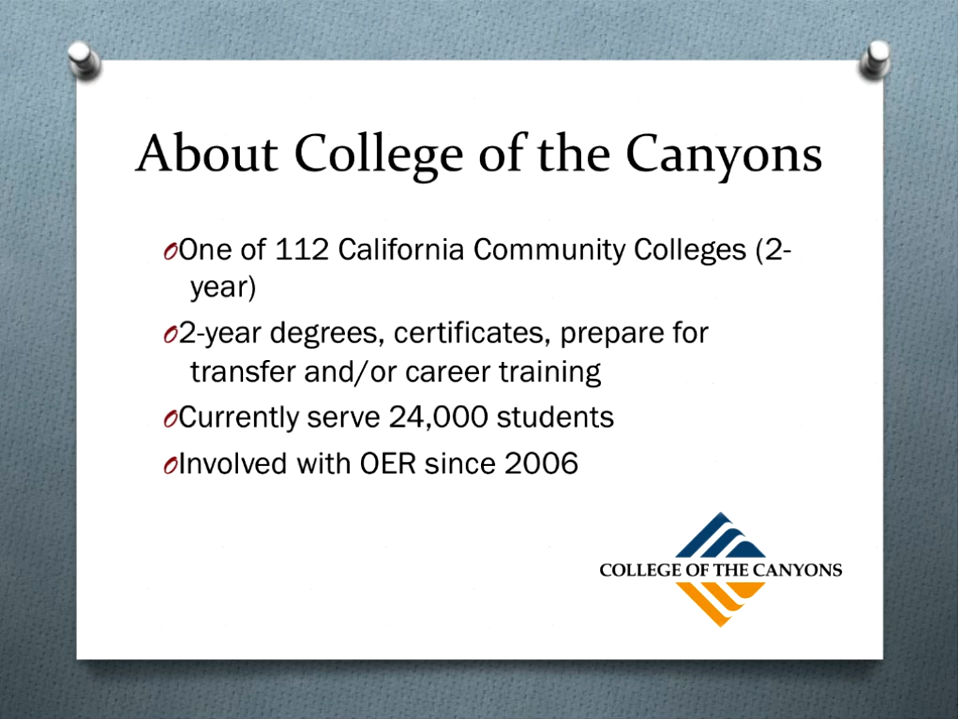 About College of the Canyons
One of 112 California Community Colleges (2-
year)
2-year degrees, certificates, prepare for
transfer and/or career training
Currently serve 24,000 students
Involved with OER since 2006
COLLEGE OF THE CANYONS